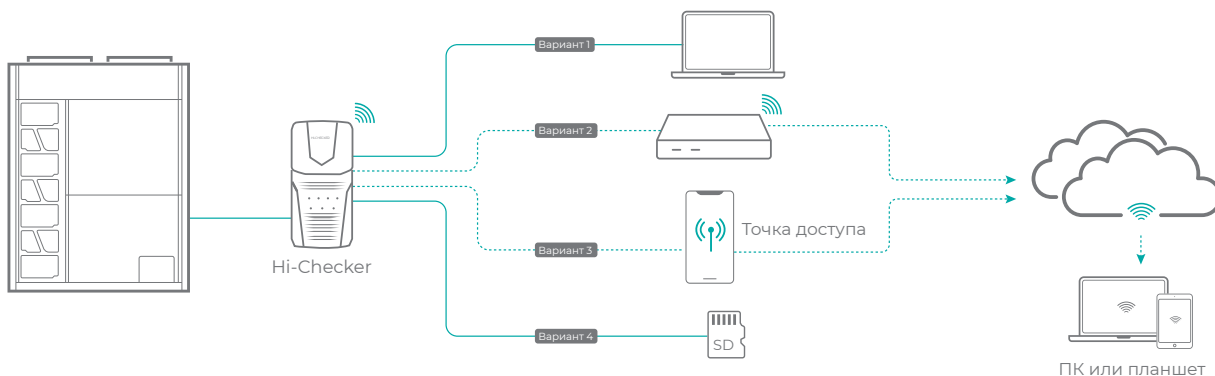 Вариант 1
Вариант 2
Hi-Checker
Вариант 3
Точка доступа
Вариант 4
SD
ПК или планшет